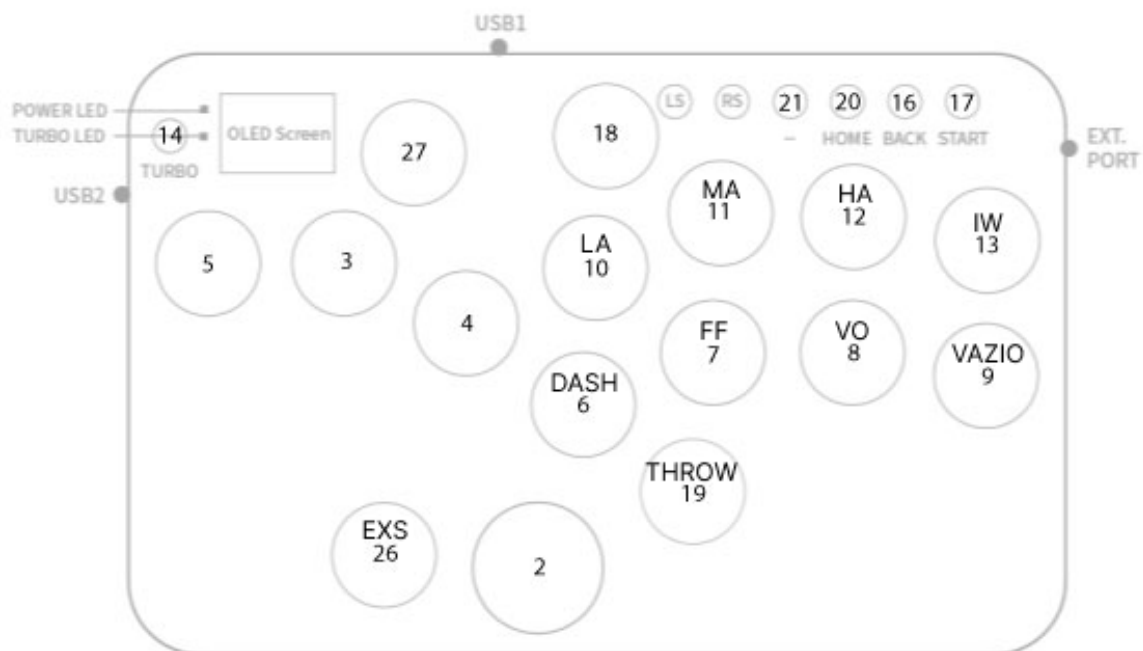 USB1
POWER LED
TURBO LED
14
TURBO
OLED Screen
27
18
LS
RS
21
–
20
HOME
16
BACK
17
START
EXT.
PORT
USB2
5
3
4
LA
10
MA
11
HA
12
IW
13
DASH
6
FF
7
VO
8
VAZIO
9
THROW
19
EXS
26
2